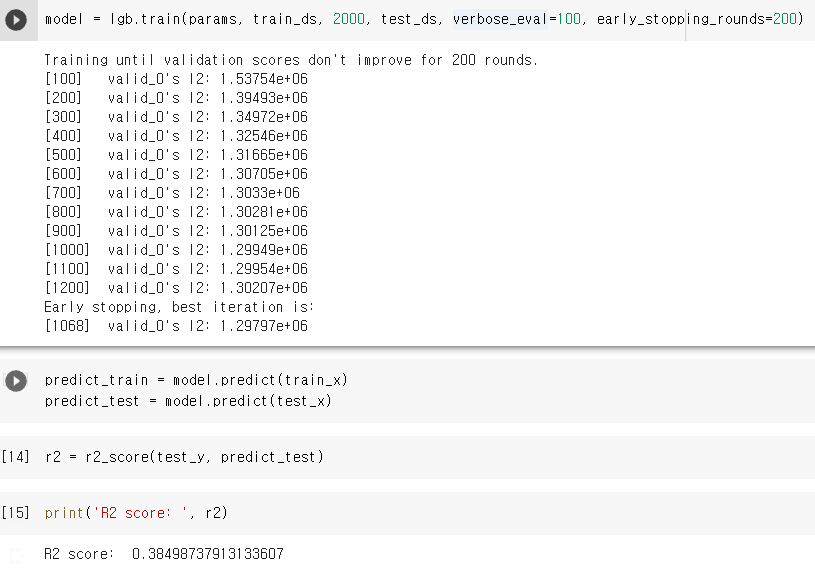 model = lgb.train(params, train_ds, 2000, test_ds, verbose_eval=100, early_stopping_rounds=200)
Training until validation scores don't improve for 200 rounds.
[100]	valid_0's l2: 1.53754e+06
[200]	valid_0's l2: 1.39493e+06
[300]	valid_0's l2: 1.34972e+06
[400]	valid_0's l2: 1.32546e+06
[500]	valid_0's l2: 1.31665e+06
[600]	valid_0's l2: 1.30705e+06
[700]	valid_0's l2: 1.3033e+06
[800]	valid_0's l2: 1.30281e+06
[900]	valid_0's l2: 1.30125e+06
[1000]	valid_0's l2: 1.29949e+06
[1100]	valid_0's l2: 1.29954e+06
[1200]	valid_0's l2: 1.30207e+06
Early stopping, best iteration is:
[1068]	valid_0's l2: 1.29797e+06
predict_train = model.predict(train_x)
predict_test = model.predict(test_x)
[14] r2 = r2_score(test_y, predict_test)
[15] print('R2 score: ', r2)
R2 score:  0.38498737913133607